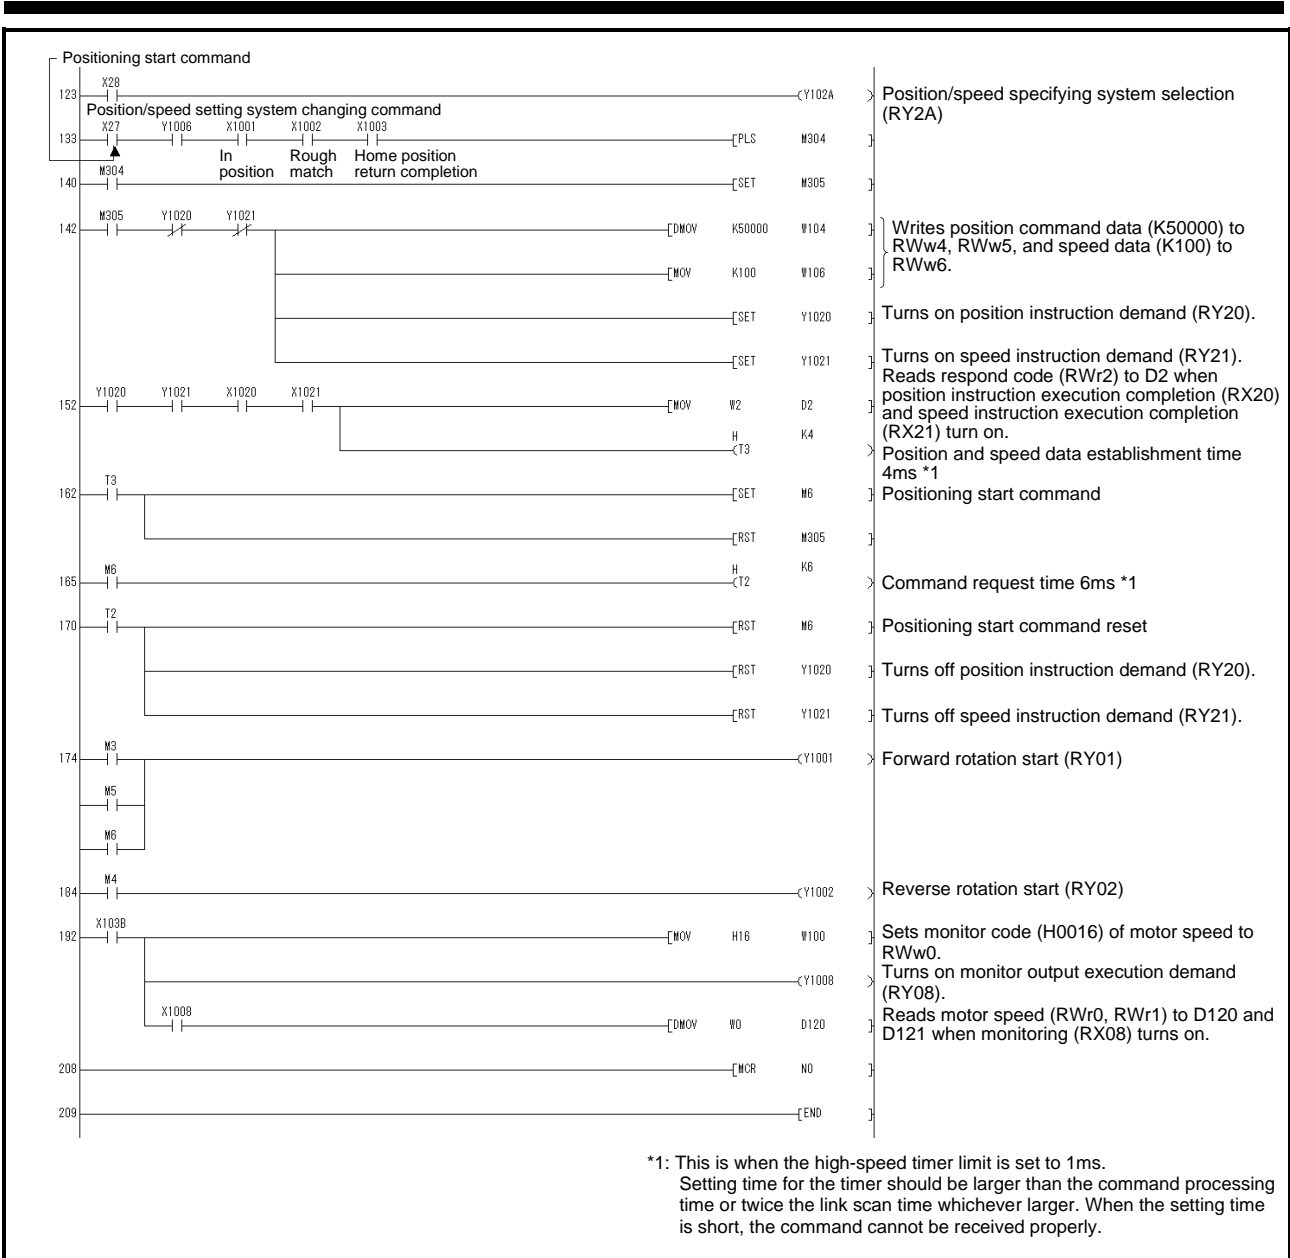 Positioning start command
X28
123 (Y102A ) Position/speed specifying system selection
(RY2A)
Position/speed setting system changing command
X27 Y1006 X1001 X1002 X1003
133 [PLS M304 ]
In Rough Home position
position match return completion
M304
140 [SET M305 ]
M305 Y1020 Y1021
142 [DMOV K50000 W104 ] Writes position command data (K50000) to
RWw4, RWw5, and speed data (K100) to
RWw6.
[MOV K100 W106 ]
[SET Y1020 ] Turns on position instruction demand (RY20).
[SET Y1021 ] Turns on speed instruction demand (RY21).
Reads respond code (RWr2) to D2 when
position instruction execution completion (RX20)
and speed instruction execution completion
(RX21) turn on.
Y1020 Y1021 X1020 X1021
152 [MOV W2 D2 ]
H K4
(T3 ) Position and speed data establishment time
4ms *1
T3
162 [SET M6 ] Positioning start command
[RST M305 ]
M6 H K6
165 (T2 ) Command request time 6ms *1
T2
170 [RST M6 ] Positioning start command reset
[RST Y1020 ] Turns off position instruction demand (RY20).
[RST Y1021 ] Turns off speed instruction demand (RY21).
M3
174 (Y1001 ) Forward rotation start (RY01)
M5
M6
M4
184 (Y1002 ) Reverse rotation start (RY02)
X103B
192 [MOV H16 W100 ] Sets monitor code (H0016) of motor speed to
RWw0.
(Y1008 ) Turns on monitor output execution demand
(RY08).
X1008
[DMOV W0 D120 ] Reads motor speed (RWr0, RWr1) to D120 and
D121 when monitoring (RX08) turns on.
208 [MCR N0 ]
209 [END ]
*1: This is when the high-speed timer limit is set to 1ms.
Setting time for the timer should be larger than the command processing
time or twice the link scan time whichever larger. When the setting time
is short, the command cannot be received properly.